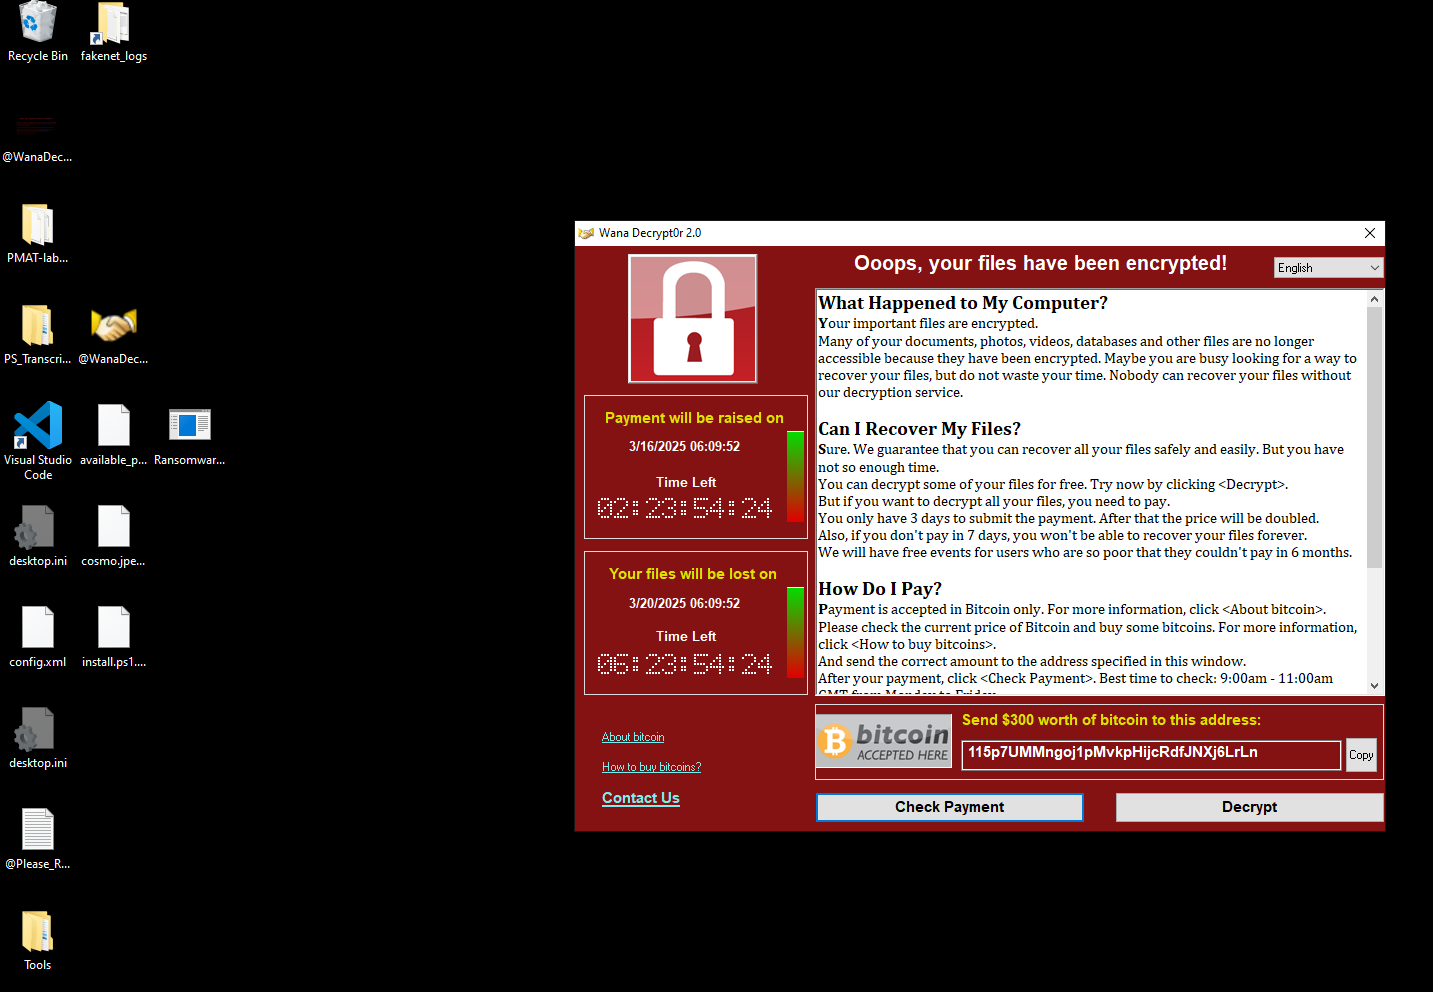 Recycle Bin
fakenet_logs
@WanaDec...
PMAT-lab...
PS_Transcri...
@WanaDec...
Visual Studio
Code
available_p...
Ransomwar...
desktop.ini
cosmo.jpe...
config.xml
install.ps1....
desktop.ini
@Please_R...
Tools
Wana Decrypt0r 2.0
Ooops, your files have been encrypted!
English
Payment will be raised on
3/16/2025 06:09:52
Time Left
02:23:54:24
Your files will be lost on
3/20/2025 06:09:52
Time Left
06:23:54:24
About bitcoin
How to buy bitcoins?
Contact Us
What Happened to My Computer?
Your important files are encrypted.
Many of your documents, photos, videos, databases and other files are no longer
accessible because they have been encrypted. Maybe you are busy looking for a way to
recover your files, but do not waste your time. Nobody can recover your files without
our decryption service.
Can I Recover My Files?
Sure. We guarantee that you can recover all your files safely and easily. But you have
not so enough time.
You can decrypt some of your files for free. Try now by clicking <Decrypt>.
But if you want to decrypt all your files, you need to pay.
You only have 3 days to submit the payment. After that the price will be doubled.
Also, if you don't pay in 7 days, you won't be able to recover your files forever.
We will have free events for users who are so poor that they couldn't pay in 6 months.
How Do I Pay?
Payment is accepted in Bitcoin only. For more information, click <About bitcoin>.
Please check the current price of Bitcoin and buy some bitcoins. For more information,
click <How to buy bitcoins>.
And send the correct amount to the address specified in this window.
After your payment, click <Check Payment>. Best time to check: 9:00am - 11:00am
GMT from Monday to Friday.
bitcoin
ACCEPTED HERE
Send $300 worth of bitcoin to this address:
115p7UMMngoj1pMvkpHijcRdfJNXj6LrLn
Copy
Check Payment
Decrypt